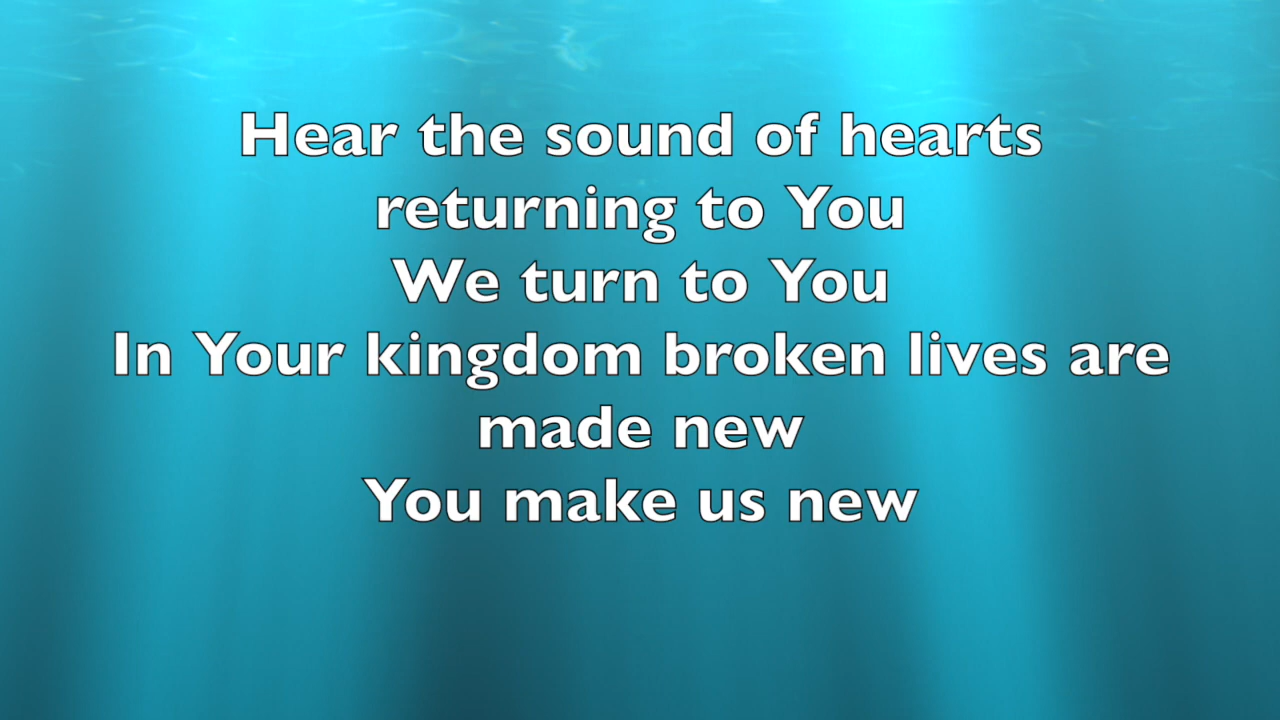 Hear the sound of hearts
returning to You
We turn to You
In Your kingdom broken lives are
made new
You make us new